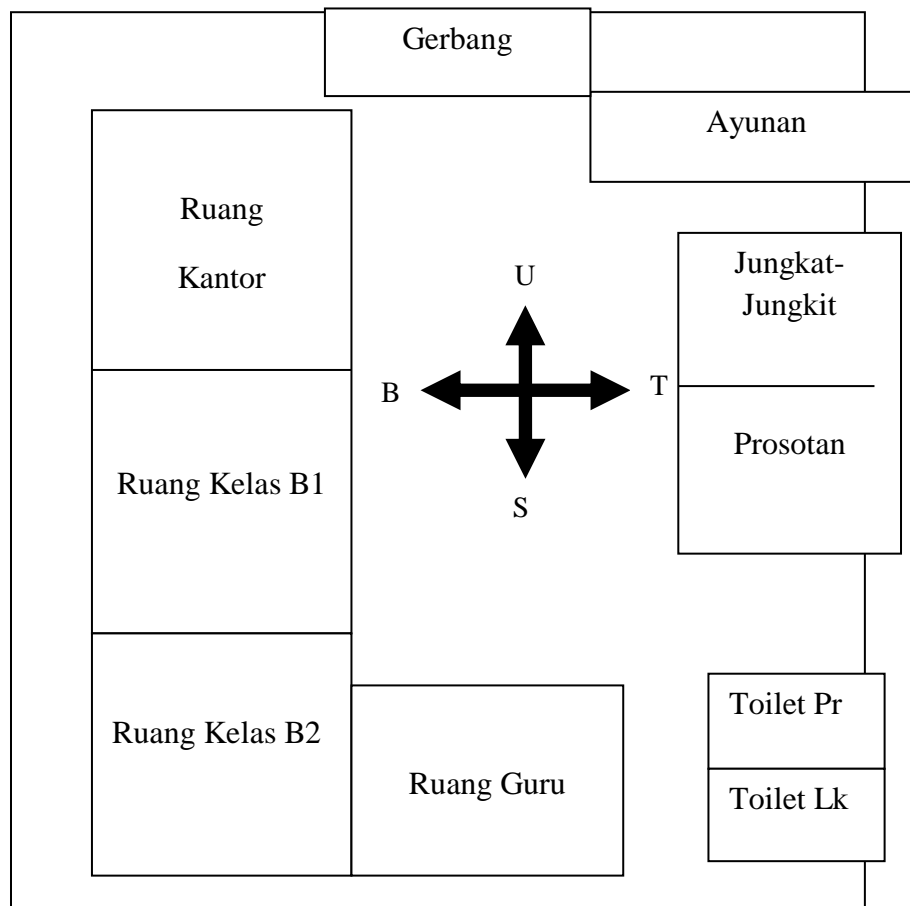 Gerbang
Ayunan
Ruang
Kantor
Jungkat-
Jungkit
U
B
T
S
Prosotan
Ruang Kelas B1
Ruang Kelas B2
Ruang Guru
Toilet Pr
Toilet Lk